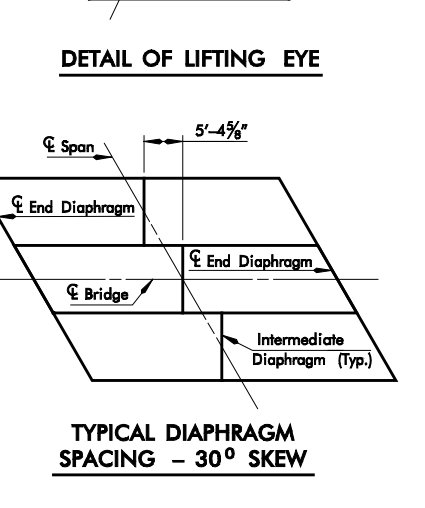 DETAIL OF LIFTING EYE
5'-4⅝"
℄ Span
℄ End Diaphragm
℄ End Diaphragm
℄ Bridge
Intermediate
Diaphragm (Typ.)
TYPICAL DIAPHRAGM
SPACING - 30° SKEW